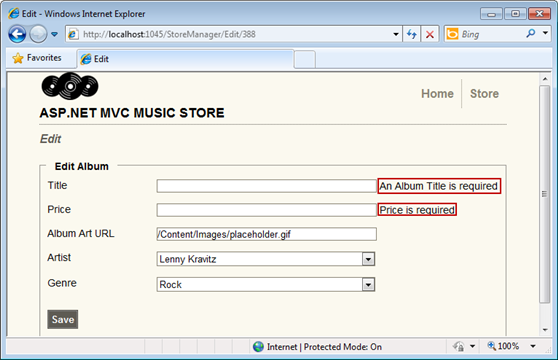 Edit - Windows Internet Explorer
http://localhost:1045/StoreManager/Edit/388
Bing
Favorites
Edit
Home
Store
ASP.NET MVC MUSIC STORE
Edit
Edit Album
Title
An Album Title is required
Price
Price is required
Album Art URL
/Content/Images/placeholder.gif
Artist
Lenny Kravitz
Genre
Rock
Save
Internet | Protected Mode: On
100%